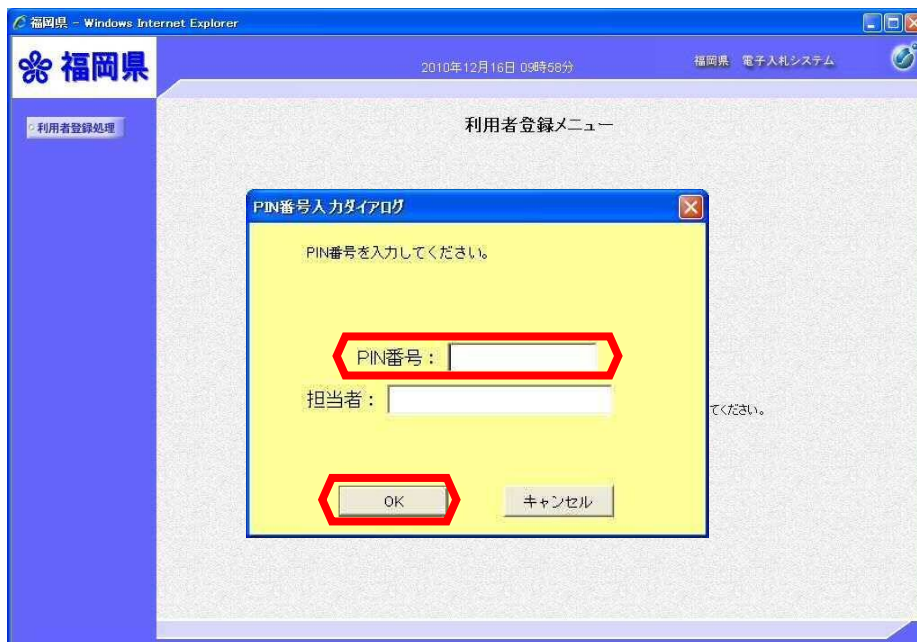 福岡県 - Windows Internet Explorer
福岡県
2010年12月16日 09時58分
福岡県 電子入札システム
利用者登録処理
利用者登録メニュー
PIN番号入力ダイアログ
PIN番号を入力してください。
PIN番号：
担当者：
てください。
OK
キャンセル